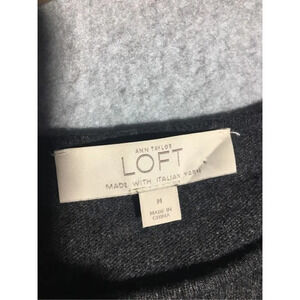 ANN TAYLOR
LOFT
MADE WITH ITALIAN YARN
M
MADE IN
CHINA